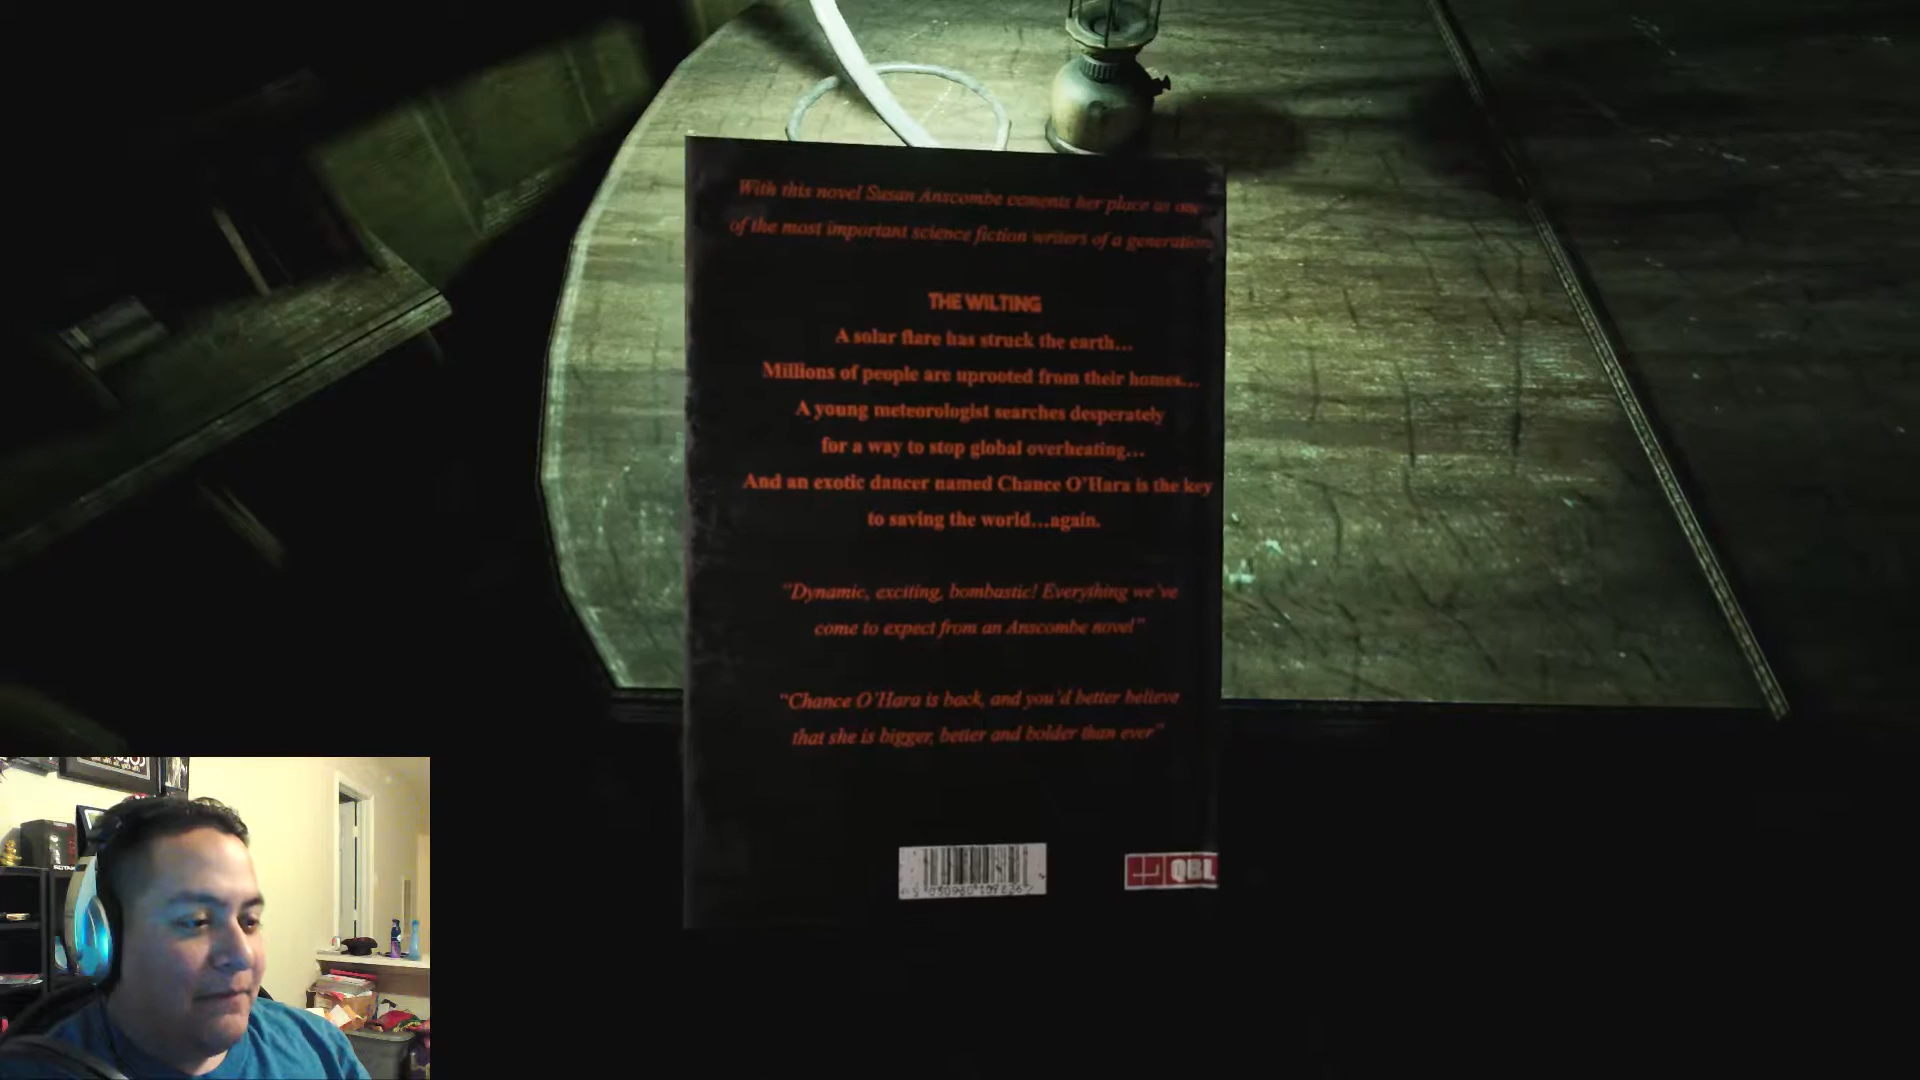 With this novel Susan Anscombe cements her place as one
of the most important science fiction writers of a generation
THE WILTING
A solar flare has struck the earth...
Millions of people are uprooted from their homes...
A young meteorologist searches desperately
for a way to stop global overheating...
And an exotic dancer named Chance O'Hara is the key
to saving the world...again.
"Dynamic, exciting, bombastic! Everything we've
come to expect from an Anscombe novel"
"Chance O'Hara is back, and you'd better believe
that she is bigger, better and bolder than ever"
QBL